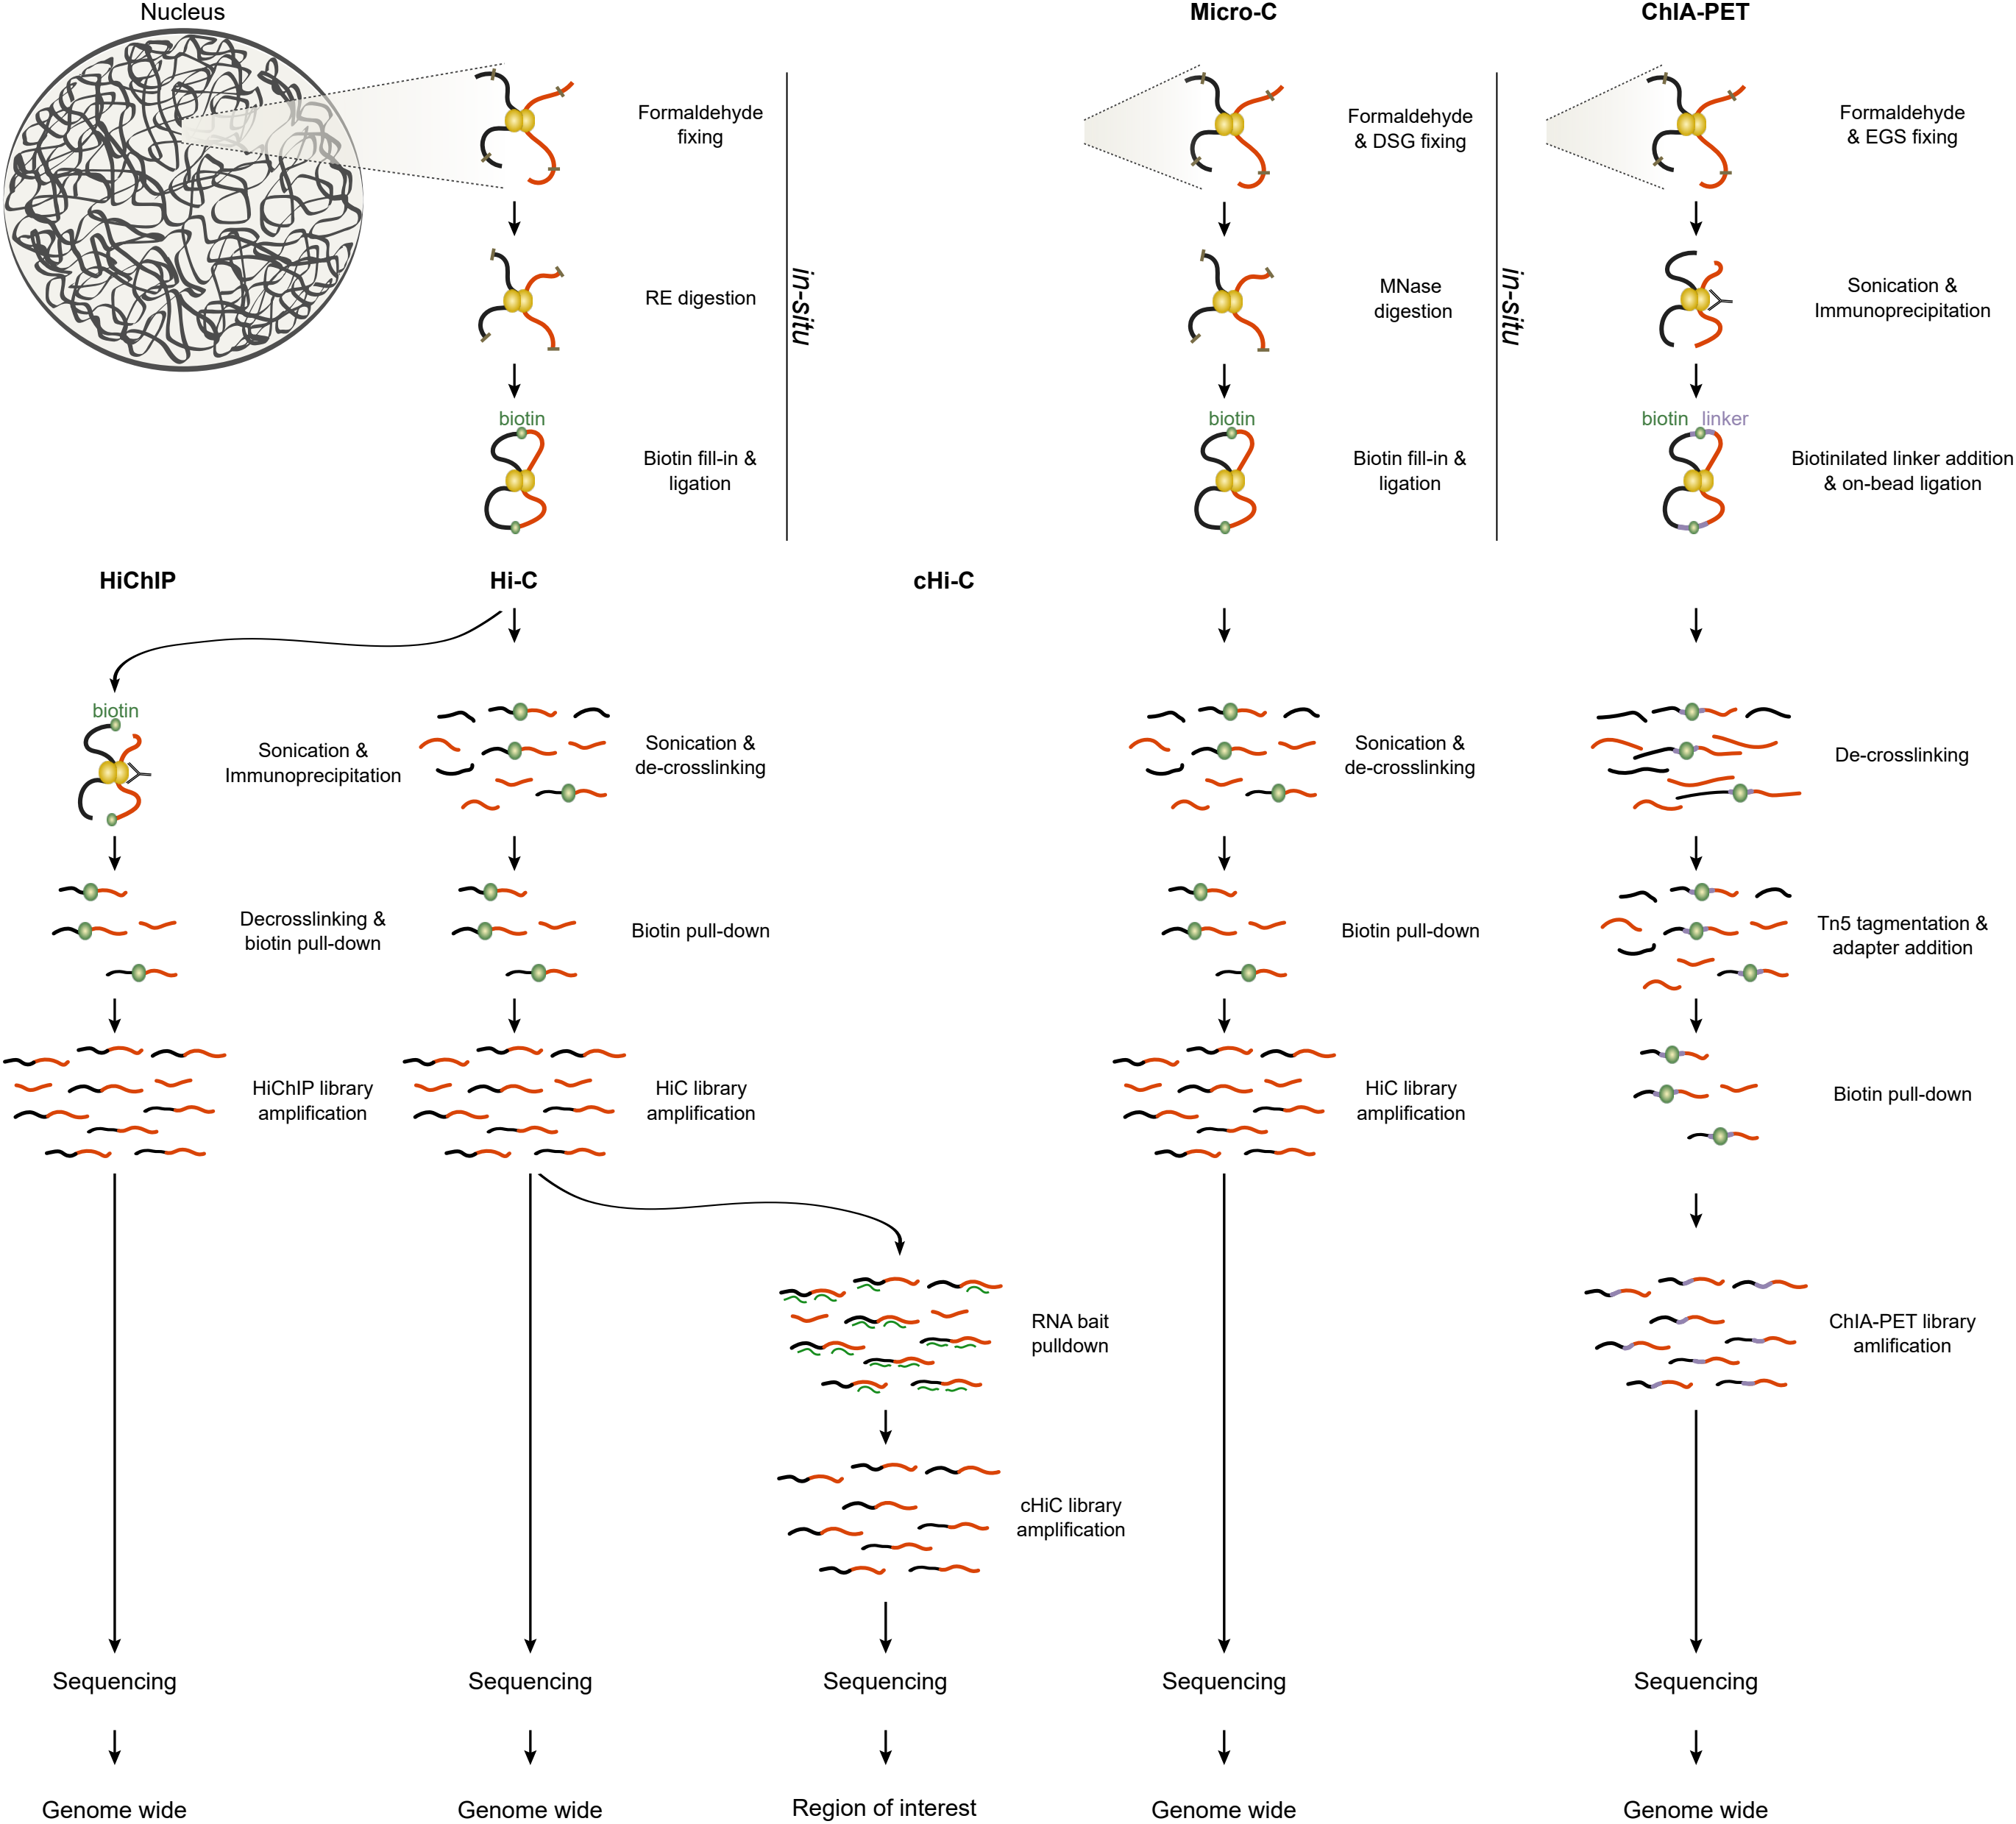 Nucleus
Micro-C
ChIA-PET
Formaldehyde
fixing
Formaldehyde
& DSG fixing
Formaldehyde
& EGS fixing
RE digestion
in-situ
MNase
digestion
in-situ
Sonication &
Immunoprecipitation
biotin
Biotin fill-in &
ligation
biotin
Biotin fill-in &
ligation
biotin linker
Biotinilated linker addition
& on-bead ligation
HiChIP
Hi-C
cHi-C
biotin
Sonication &
Immunoprecipitation
Sonication &
de-crosslinking
Sonication &
de-crosslinking
De-crosslinking
Decrosslinking &
biotin pull-down
Biotin pull-down
Biotin pull-down
Tn5 tagmentation &
adapter addition
HiChIP library
amplification
HiC library
amplification
HiC library
amplification
Biotin pull-down
RNA bait
pulldown
ChIA-PET library
amlification
cHiC library
amplification
Sequencing
Sequencing
Sequencing
Sequencing
Sequencing
Genome wide
Genome wide
Region of interest
Genome wide
Genome wide